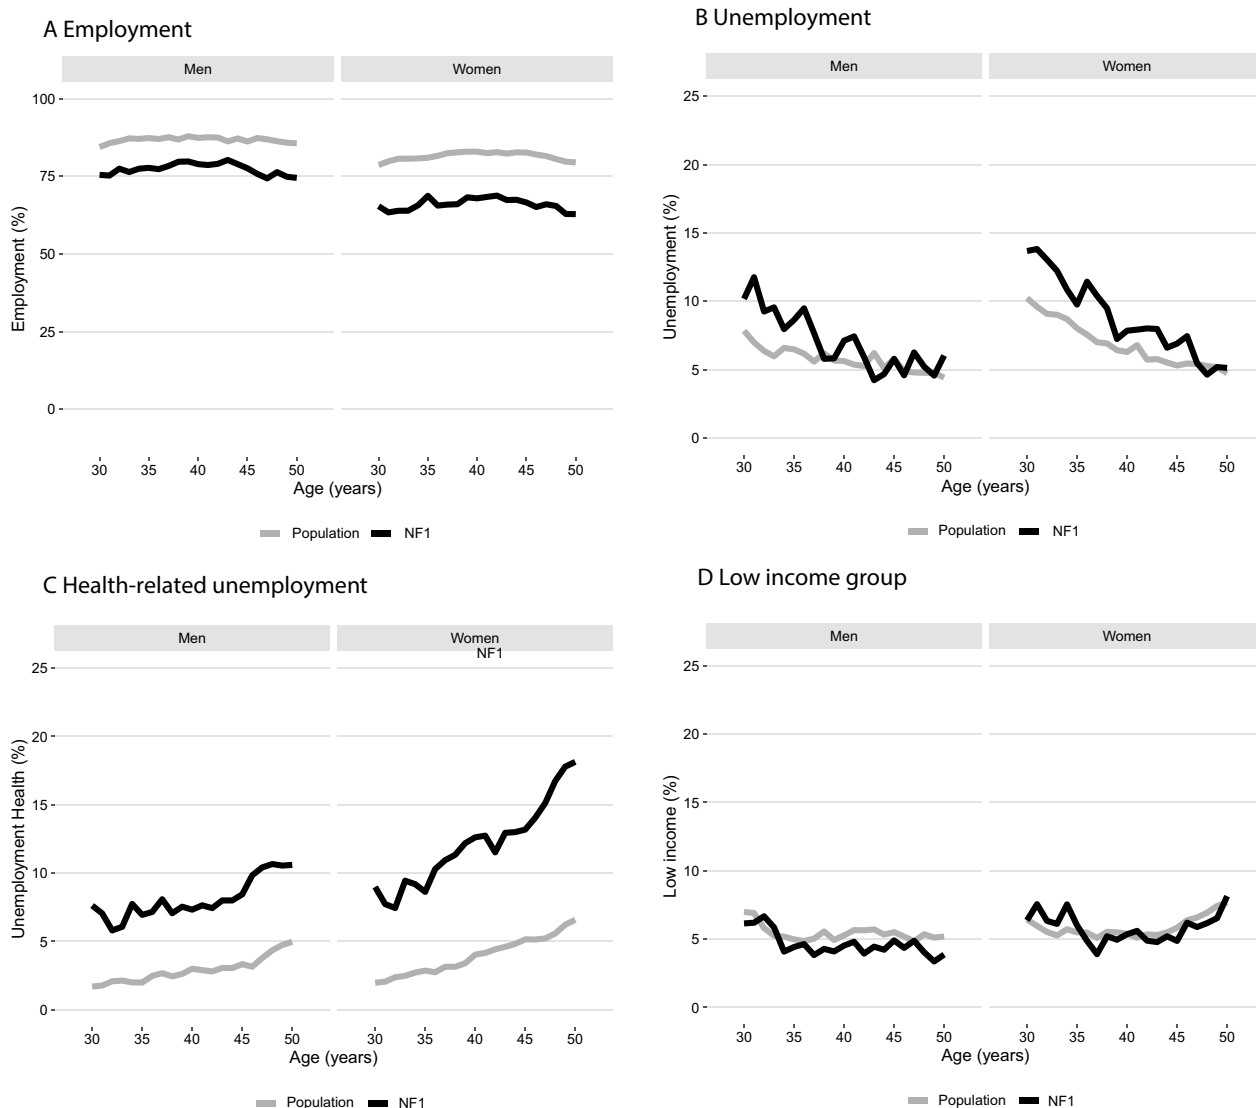 A Employment
Men
Women
Employment (%)
100
75
50
25
0
30 35 40 45 50
30 35 40 45 50
Age (years)
Population NF1
B Unemployment
Men
Women
Unemployment (%)
25
20
15
10
5
0
30 35 40 45 50
30 35 40 45 50
Age (years)
Population NF1
C Health-related unemployment
Men
Women
NF1
Unemployment Health (%)
25
20
15
10
5
0
30 35 40 45 50
30 35 40 45 50
Age (years)
Population NF1
D Low income group
Men
Women
Low income (%)
25
20
15
10
5
0
30 35 40 45 50
30 35 40 45 50
Age (years)
Population NF1